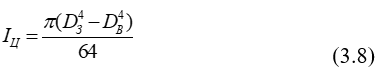 I_Ц = π(D_З^4 − D_В^4) / 64 (3.8)